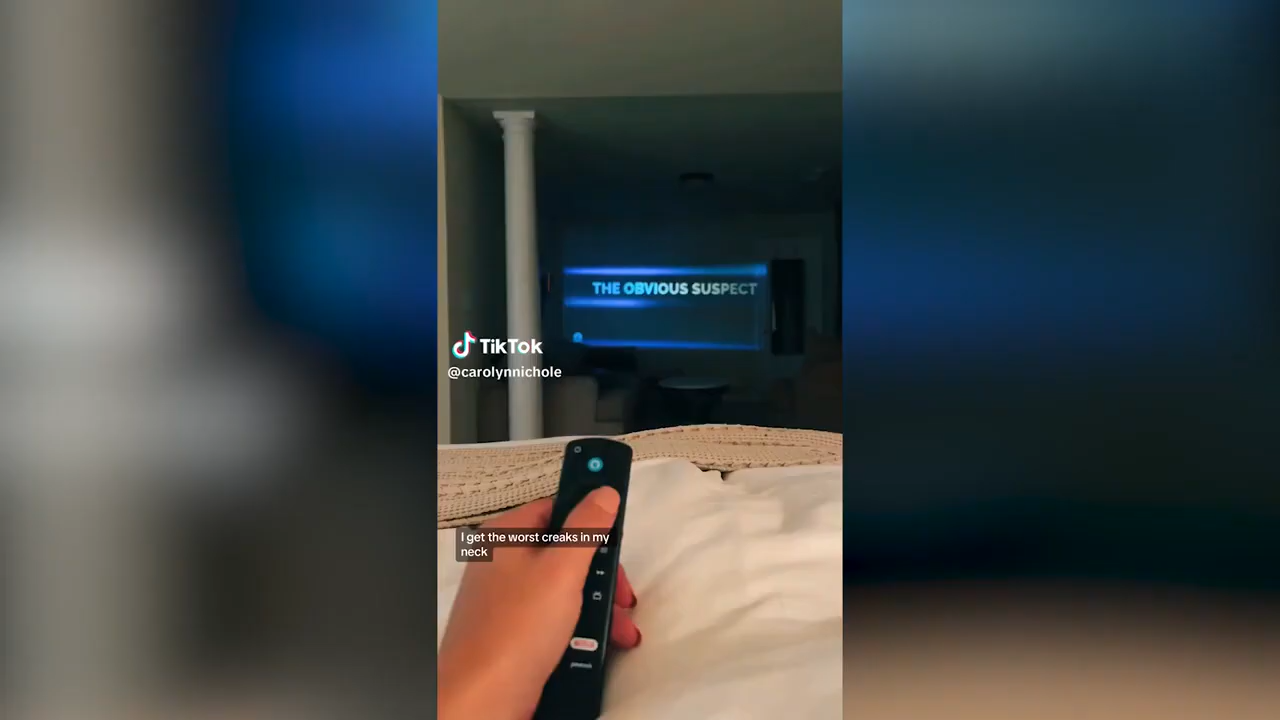 THE OBVIOUS SUSPECT
TikTok
@carolynnichole
I get the worst creaks in my
neck